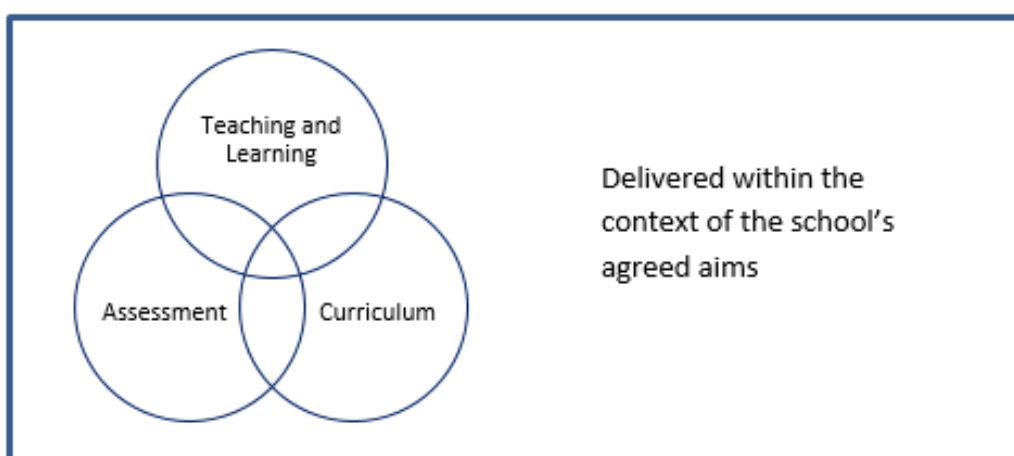 Teaching and
Learning
Assessment
Curriculum
Delivered within the
context of the school's
agreed aims